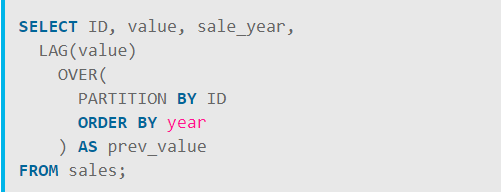 SELECT ID, value, sale_year,
LAG(value)
OVER(
PARTITION BY ID
ORDER BY year
) AS prev_value
FROM sales;